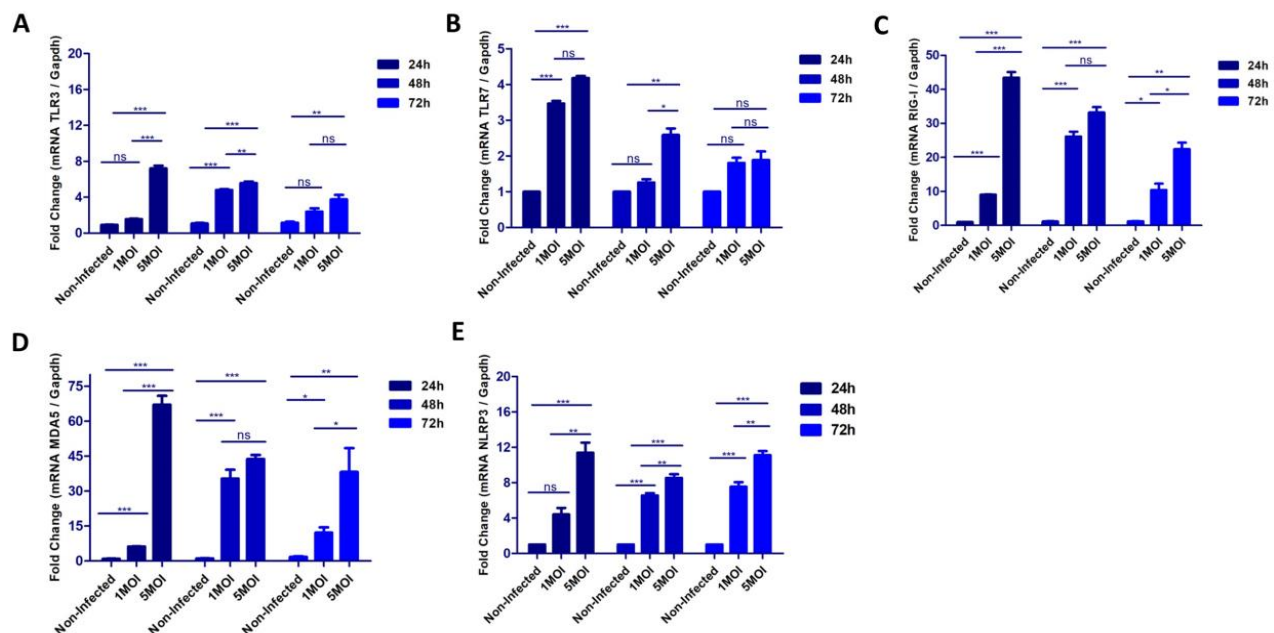 A
Fold Change (mRNA TLR3 / Gapdh)
20
16
12
8
4
0
***
ns
***
***
***
**
**
ns
ns
Non-Infected
1MOI
5MOI
Non-Infected
1MOI
5MOI
Non-Infected
1MOI
5MOI
24h
48h
72h
B
Fold Change (mRNA TLR7 / Gapdh)
5
4
3
2
1
0
***
ns
***
**
*
ns
ns
ns
ns
Non-Infected
1MOI
5MOI
Non-Infected
1MOI
5MOI
Non-Infected
1MOI
5MOI
24h
48h
72h
C
Fold Change (mRNA RIG-I / Gapdh)
50
40
30
20
10
0
***
***
***
***
ns
***
**
*
*
Non-Infected
1MOI
5MOI
Non-Infected
1MOI
5MOI
Non-Infected
1MOI
5MOI
24h
48h
72h
D
Fold Change (mRNA MDA5 / Gapdh)
75
60
45
30
15
0
***
***
***
***
***
ns
**
*
*
Non-Infected
1MOI
5MOI
Non-Infected
1MOI
5MOI
Non-Infected
1MOI
5MOI
24h
48h
72h
E
Fold Change (mRNA NLRP3 / Gapdh)
20
16
12
8
4
0
***
**
ns
***
**
***
***
**
***
Non-Infected
1MOI
5MOI
Non-Infected
1MOI
5MOI
Non-Infected
1MOI
5MOI
24h
48h
72h